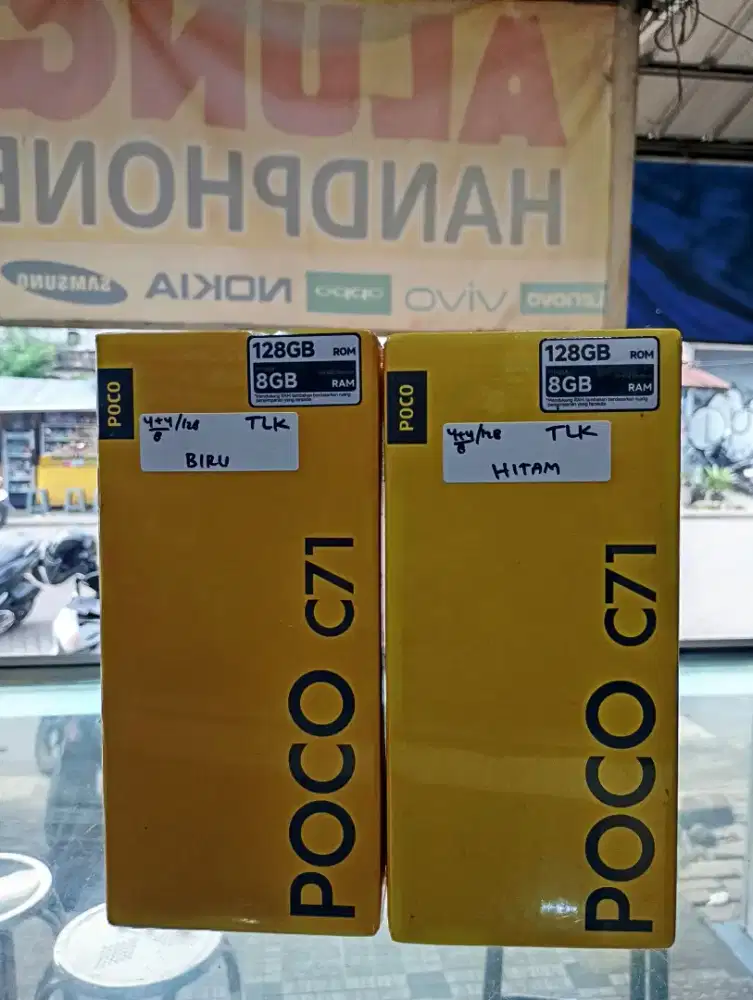 ALUNG
HANDPHONE
SAMSUNG
NOKIA
oppo
vivo
Lenovo
POCO
128GB ROM
8GB RAM
4+4/128 TLK
8
BIRU
POCO C71
POCO
128GB ROM
8GB RAM
4+4/128 TLK
8
HITAM
POCO C71